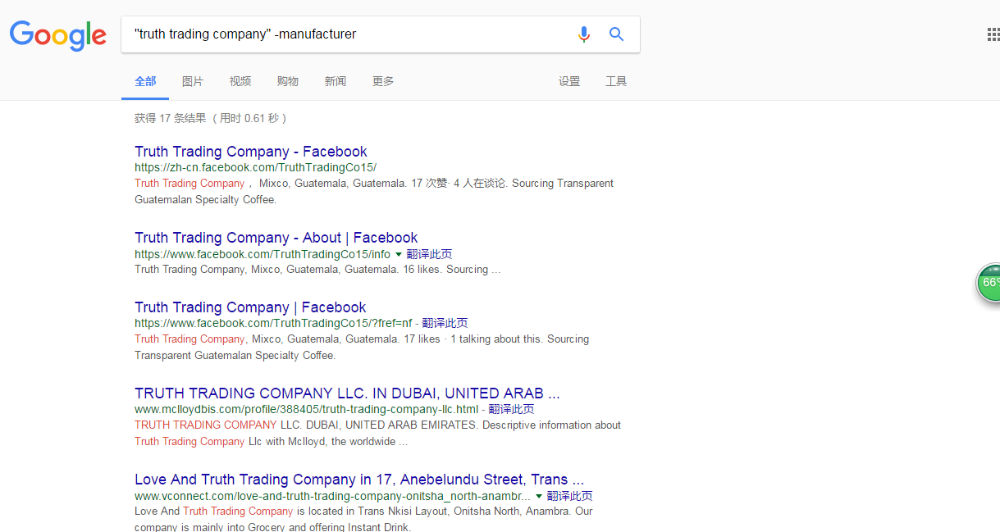 Google
"truth trading company" -manufacturer
全部 图片 视频 购物 新闻 更多 设置 工具
获得 17 条结果 （用时 0.61 秒）
Truth Trading Company - Facebook
https://zh-cn.facebook.com/TruthTradingCo15/
Truth Trading Company， Mixco, Guatemala, Guatemala. 17 次赞· 4 人在谈论. Sourcing Transparent
Guatemalan Specialty Coffee.
Truth Trading Company - About | Facebook
https://www.facebook.com/TruthTradingCo15/info 翻译此页
Truth Trading Company, Mixco, Guatemala, Guatemala. 16 likes. Sourcing ...
Truth Trading Company | Facebook
https://www.facebook.com/TruthTradingCo15/?fref=nf - 翻译此页
Truth Trading Company, Mixco, Guatemala, Guatemala. 17 likes · 1 talking about this. Sourcing
Transparent Guatemalan Specialty Coffee.
66%
TRUTH TRADING COMPANY LLC. IN DUBAI, UNITED ARAB ...
www.mclloydbis.com/profile/388405/truth-trading-company-llc.html - 翻译此页
TRUTH TRADING COMPANY LLC. DUBAI, UNITED ARAB EMIRATES. Descriptive information about
Truth Trading Company Llc with Mclloyd, the worldwide ...
Love And Truth Trading Company in 17, Anebelundu Street, Trans ...
www.vconnect.com/love-and-truth-trading-company-onitsha_north-anambr... 翻译此页
Love And Truth Trading Company is located in Trans Nkisi Layout, Onitsha North, Anambra. Our
company is mainly into Grocery and offering Instant Drink.